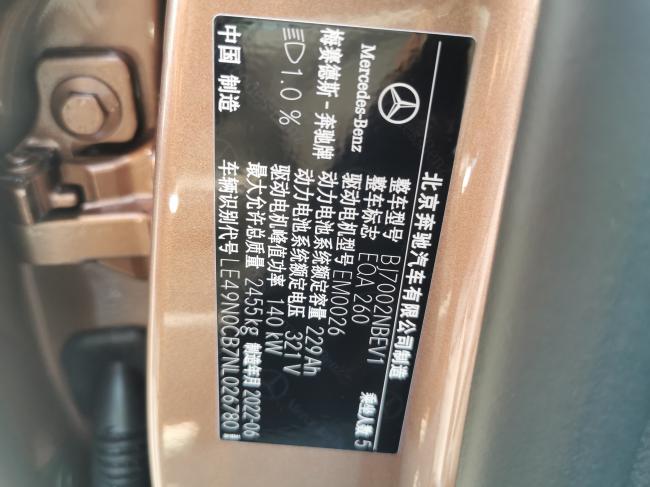 北京奔驰汽车有限公司制造
Mercedes-Benz
梅赛德斯-奔驰牌
1.0 %
中国 制造
整车型号 BJ7002NBEV1 乘坐人数 5
整车标志 EQA 260
驱动电机型号 EM0026
动力电池系统额定容量 229Ah
动力电池系统额定电压 321 V
驱动电机峰值功率 140 kW
最大允许总质量 2455kg 制造年月 2022-06
车辆识别代号 LE49N0CB7NL026780